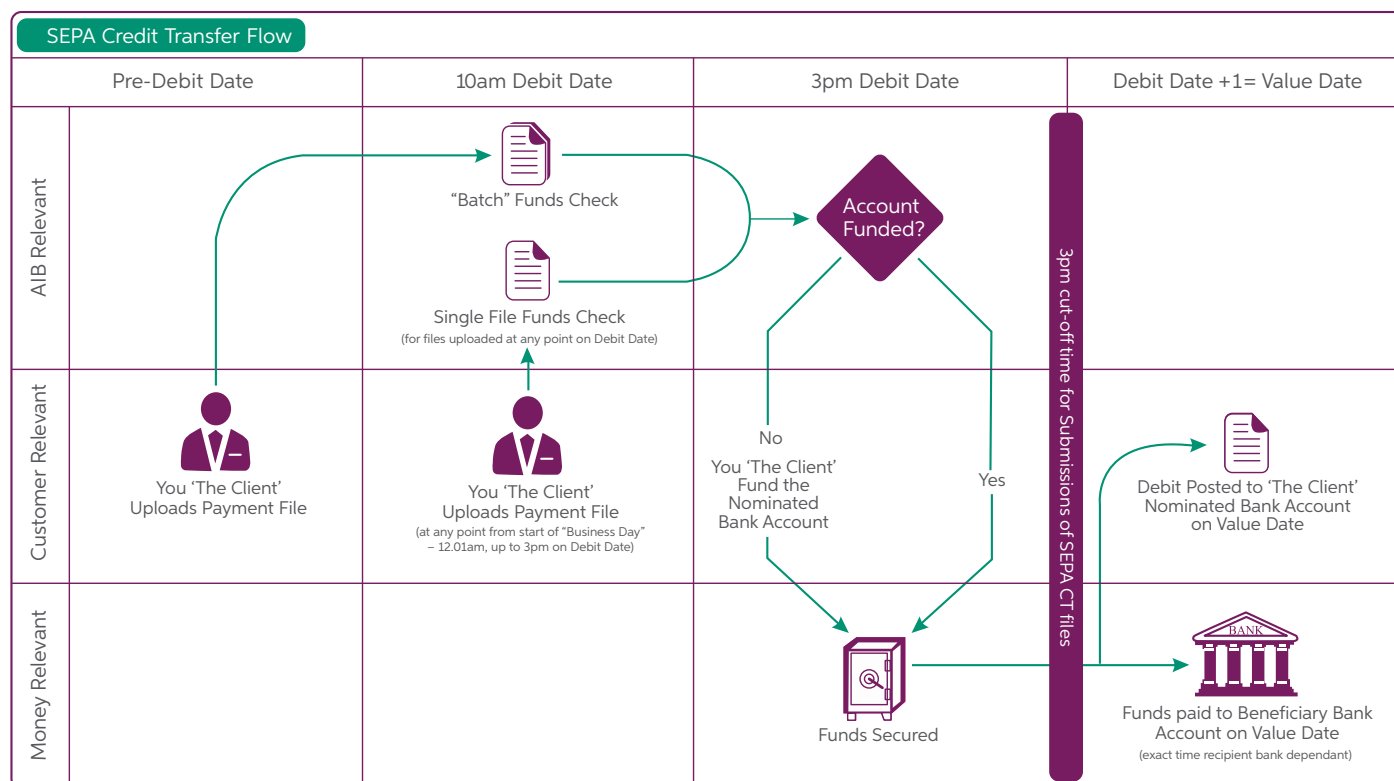 SEPA Credit Transfer Flow
Pre-Debit Date
10am Debit Date
3pm Debit Date
Debit Date +1= Value Date
AIB Relevant
“Batch” Funds Check
Single File Funds Check
(for files uploaded at any point on Debit Date)
Account
Funded?
3pm cut-off time for Submissions of SEPA CT files
Customer Relevant
You ‘The Client’
Uploads Payment File
You ‘The Client’
Uploads Payment File
(at any point from start of “Business Day”
– 12.01am, up to 3pm on Debit Date)
No
You ‘The Client’
Fund the
Nominated
Bank Account
Yes
Debit Posted to ‘The Client’
Nominated Bank Account
on Value Date
Money Relevant
Funds Secured
BANK
Funds paid to Beneficiary Bank
Account on Value Date
(exact time recipient bank dependant)